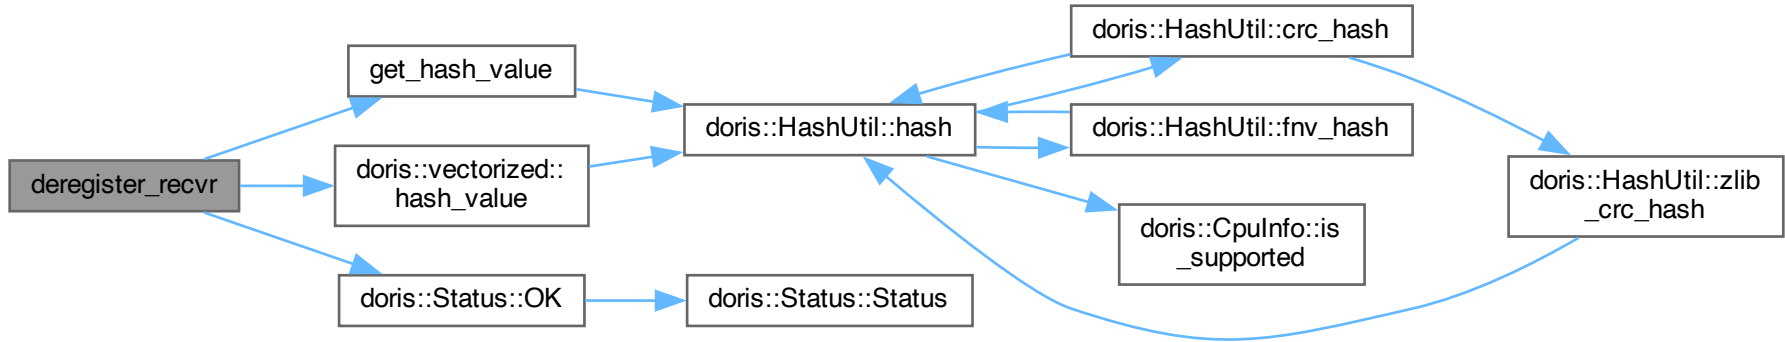 deregister_recvr
get_hash_value
doris::vectorized::
hash_value
doris::Status::OK
doris::HashUtil::hash
doris::Status::Status
doris::HashUtil::crc_hash
doris::HashUtil::fnv_hash
doris::CpuInfo::is
_supported
doris::HashUtil::zlib
_crc_hash